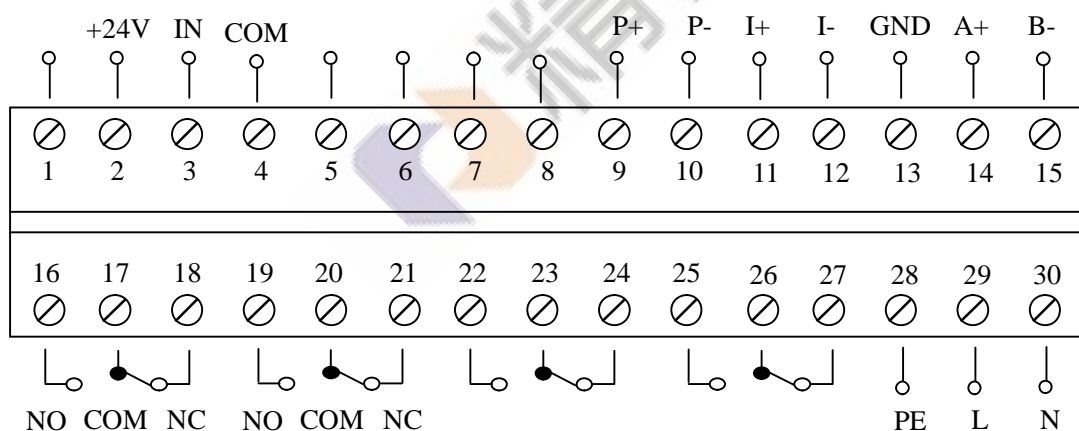 +24V IN COM P+ P- I+ I- GND A+ B-
1 2 3 4 5 6 7 8 9 10 11 12 13 14 15
16 17 18 19 20 21 22 23 24 25 26 27 28 29 30
NO COM NC NO COM NC PE L N
精